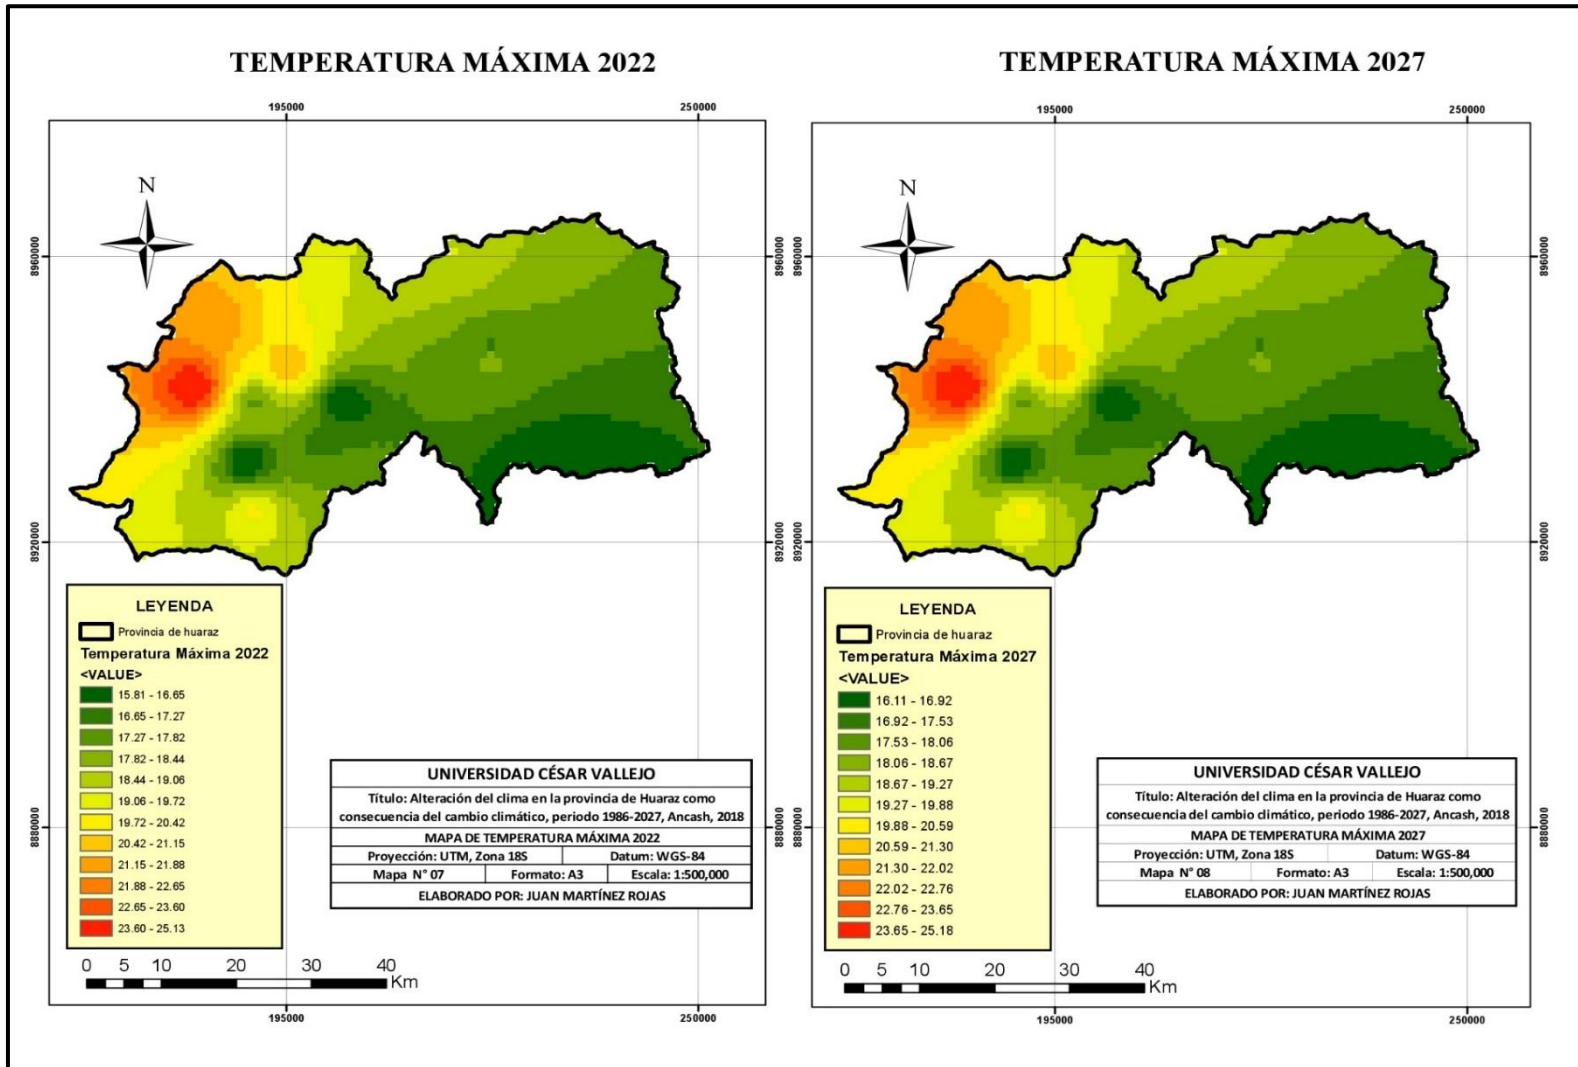 TEMPERATURA MÁXIMA 2022
195000
250000
N
8960000
8960000
8920000
8920000
8880000
8880000
LEYENDA
Provincia de huaraz
Temperatura Máxima 2022
<VALUE>
15.81 - 16.65
16.65 - 17.27
17.27 - 17.82
17.82 - 18.44
18.44 - 19.06
19.06 - 19.72
19.72 - 20.42
20.42 - 21.15
21.15 - 21.88
21.88 - 22.65
22.65 - 23.60
23.60 - 25.13
UNIVERSIDAD CÉSAR VALLEJO
Título: Alteración del clima en la provincia de Huaraz como
consecuencia del cambio climático, periodo 1986-2027, Ancash, 2018
MAPA DE TEMPERATURA MÁXIMA 2022
Proyección: UTM, Zona 18S Datum: WGS-84
Mapa N° 07 Formato: A3 Escala: 1:500,000
ELABORADO POR: JUAN MARTÍNEZ ROJAS
0 5 10 20 30 40
Km
195000
250000
TEMPERATURA MÁXIMA 2027
195000
250000
N
8960000
8960000
8920000
8920000
8880000
8880000
LEYENDA
Provincia de huaraz
Temperatura Máxima 2027
<VALUE>
16.11 - 16.92
16.92 - 17.53
17.53 - 18.06
18.06 - 18.67
18.67 - 19.27
19.27 - 19.88
19.88 - 20.59
20.59 - 21.30
21.30 - 22.02
22.02 - 22.76
22.76 - 23.65
23.65 - 25.18
UNIVERSIDAD CÉSAR VALLEJO
Título: Alteración del clima en la provincia de Huaraz como
consecuencia del cambio climático, periodo 1986-2027, Ancash, 2018
MAPA DE TEMPERATURA MÁXIMA 2027
Proyección: UTM, Zona 18S Datum: WGS-84
Mapa N° 08 Formato: A3 Escala: 1:500,000
ELABORADO POR: JUAN MARTÍNEZ ROJAS
0 5 10 20 30 40
Km
195000
250000